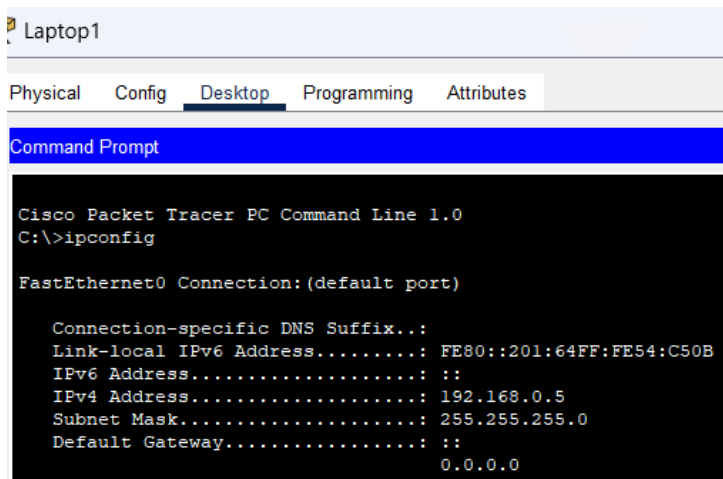 Laptop1
Physical Config Desktop Programming Attributes
Command Prompt
Cisco Packet Tracer PC Command Line 1.0
C:\>ipconfig
FastEthernet0 Connection:(default port)
Connection-specific DNS Suffix..:
Link-local IPv6 Address.........: FE80::201:64FF:FE54:C50B
IPv6 Address....................: ::
IPv4 Address....................: 192.168.0.5
Subnet Mask.....................: 255.255.255.0
Default Gateway.................: ::
0.0.0.0